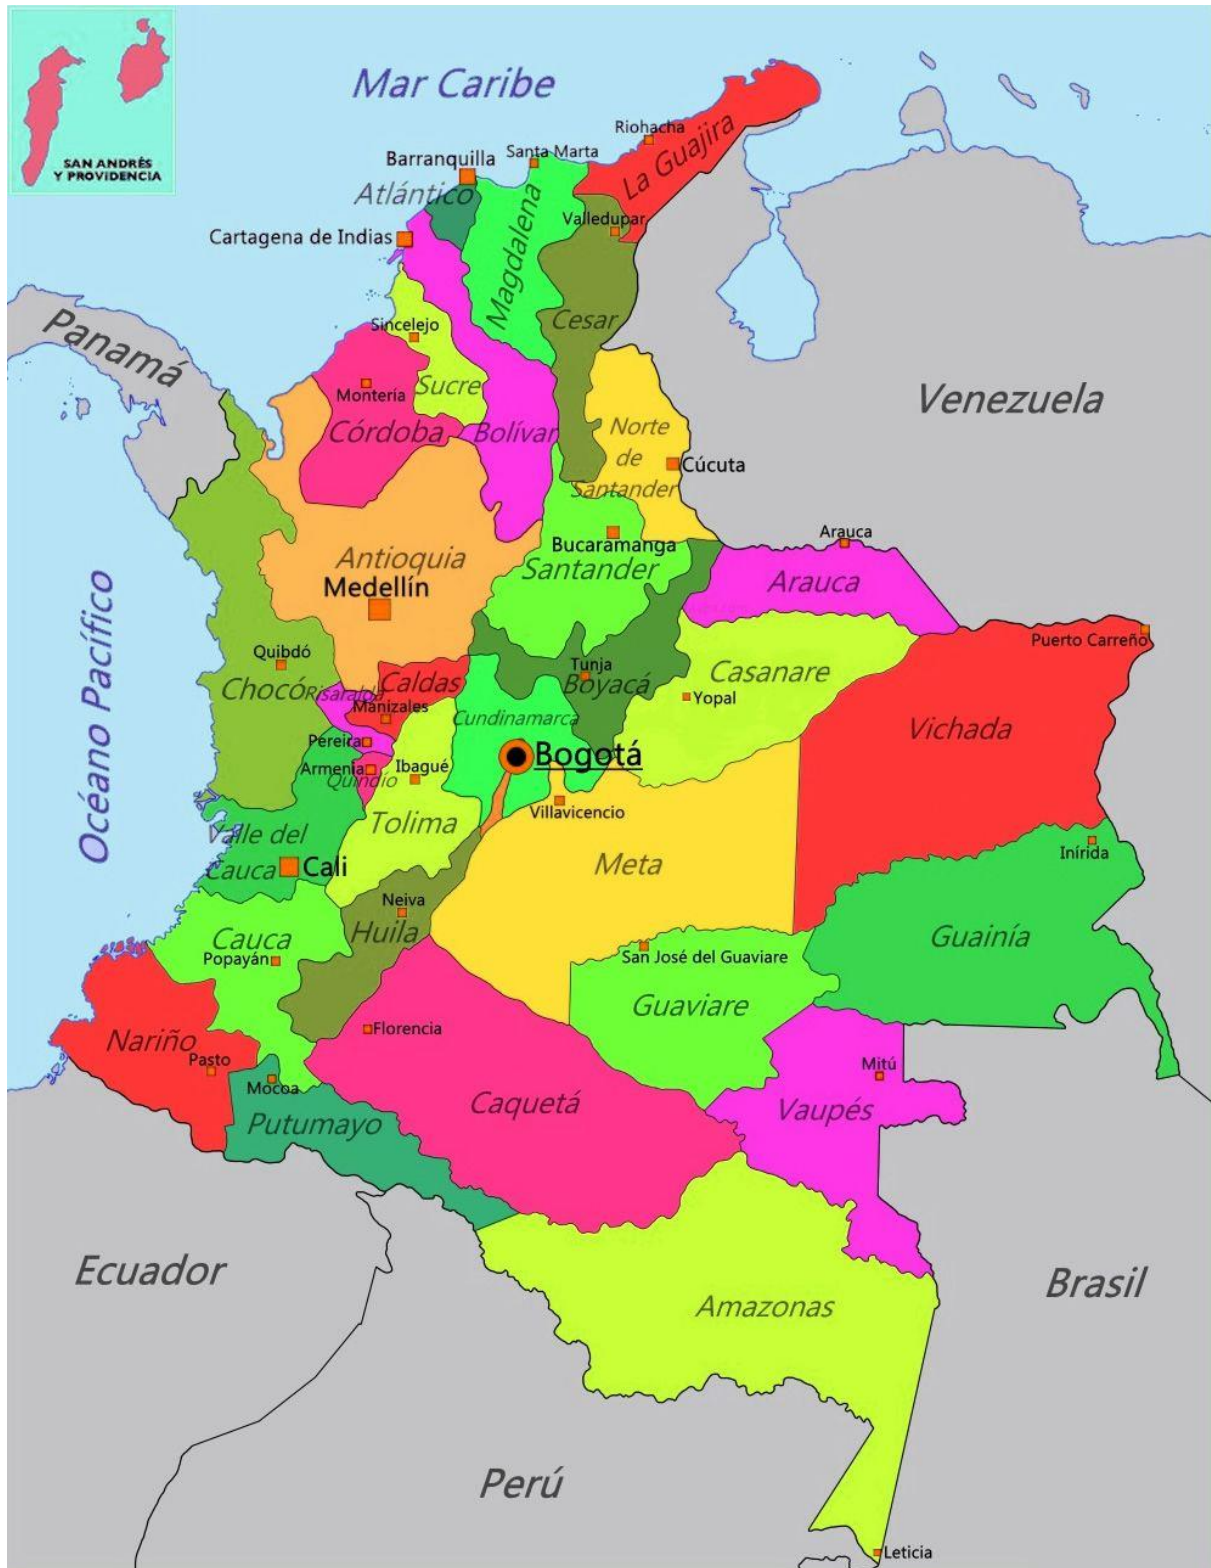 Mar Caribe
SAN ANDRÉS
Y PROVIDENCIA
Riohacha
La Guajira
Santa Marta
Barranquilla
Atlántico
Magdalena
Valledupar
Cartagena de Indias
Cesar
Sincelejo
Sucre
Panamá
Montería
Córdoba
Bolívar
Venezuela
Norte
de
Santander
Cúcuta
Arauca
Arauca
Bucaramanga
Santander
Antioquia
Medellín
Océano Pacífico
Quibdó
Chocó
Risaralda
Caldas
Manizales
Tunja
Boyacá
Casanare
Yopal
Puerto Carreño
Vichada
Cundinamarca
Pereira
Armenia
Quindío
Ibagué
Bogotá
Villavicencio
Tolima
Valle del
Cauca
Cali
Meta
Inírida
Guainía
Neiva
Huila
Cauca
Popayán
San José del Guaviare
Guaviare
Nariño
Pasto
Florencia
Mocoa
Putumayo
Caquetá
Mitú
Vaupés
Ecuador
Brasil
Amazonas
Perú
Leticia